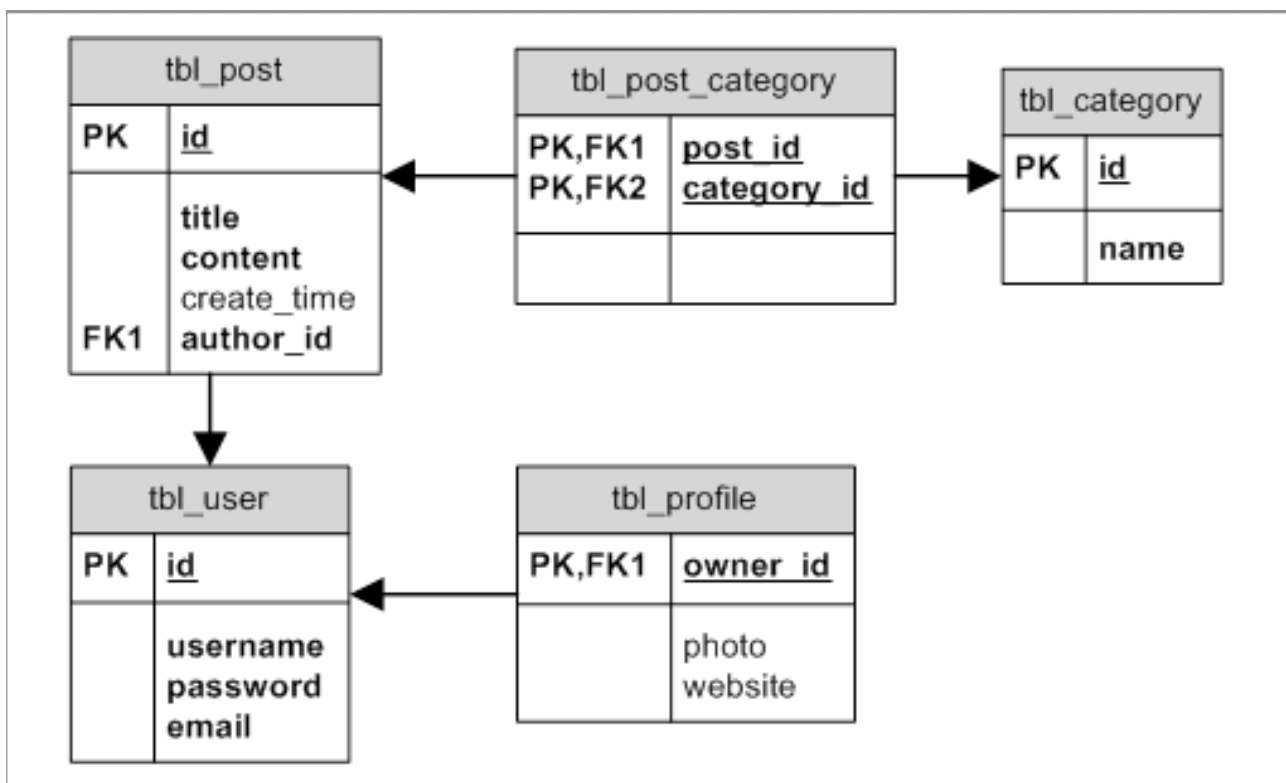 tbl_post
PK id
title
content
create_time
FK1 author_id
tbl_post_category
PK,FK1 post_id
PK,FK2 category_id
tbl_category
PK id
name
tbl_user
PK id
username
password
email
tbl_profile
PK,FK1 owner_id
photo
website